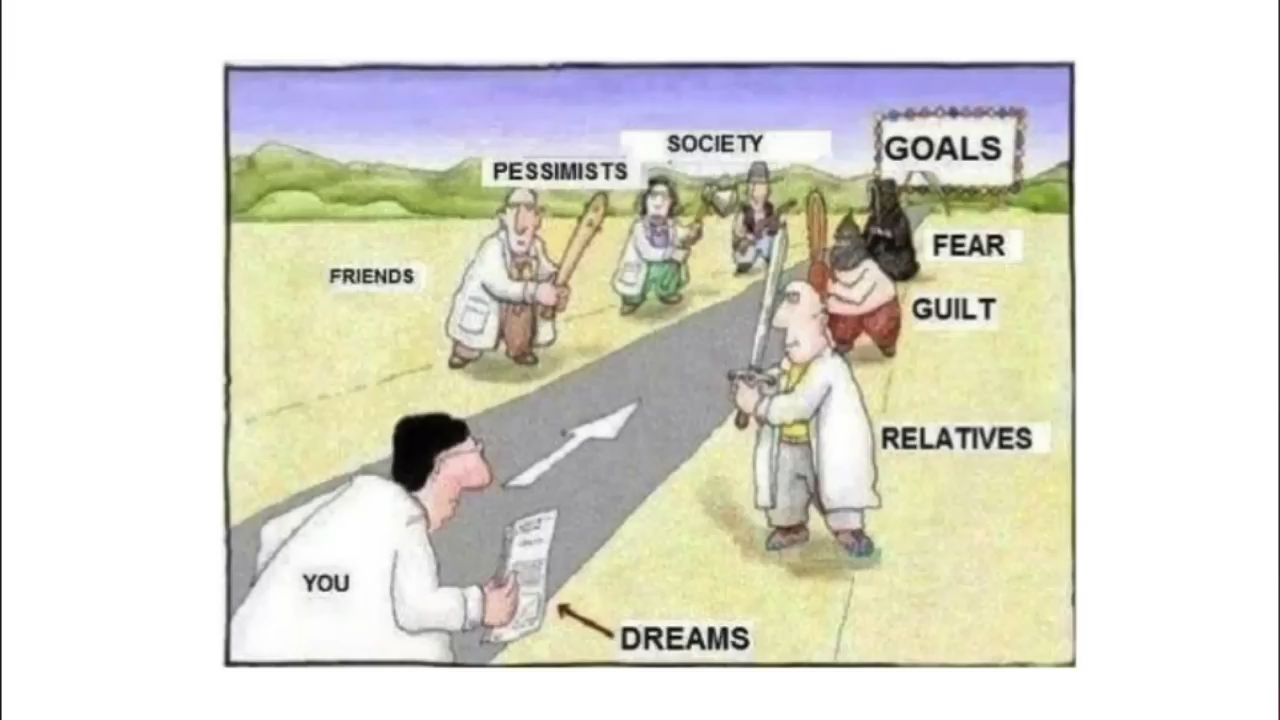 SOCIETY
GOALS
PESSIMISTS
FEAR
FRIENDS
GUILT
RELATIVES
YOU
DREAMS